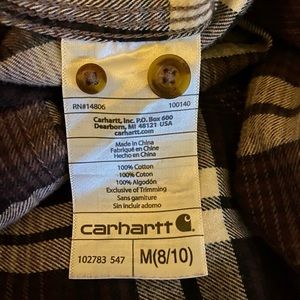 RN#14806 100140
Carhartt, Inc. P.O. Box 600
Dearborn, MI 48121 USA
carhartt.com
Made in China
Fabriqué en Chine
Hecho en China
100% Cotton
100% Coton
100% Algodón
Exclusive of Trimming
Sans garniture
Sin incluir adorno
carhartt
102783 547 M(8/10)